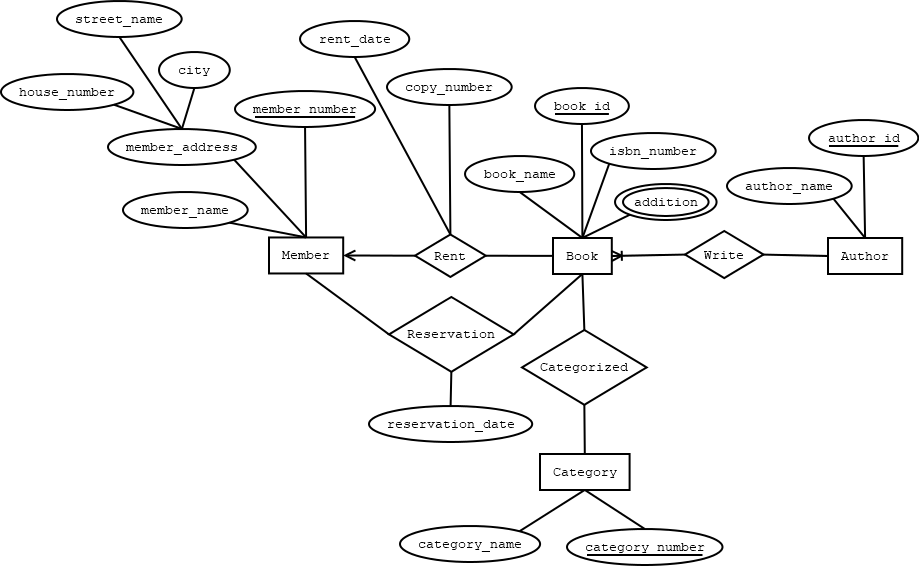 street_name
rent_date
city
copy_number
house_number
member_number
book_id
author_id
member_address
isbn_number
book_name
author_name
addition
member_name
Member
Rent
Book
Write
Author
Reservation
Categorized
reservation_date
Category
category_name
category_number